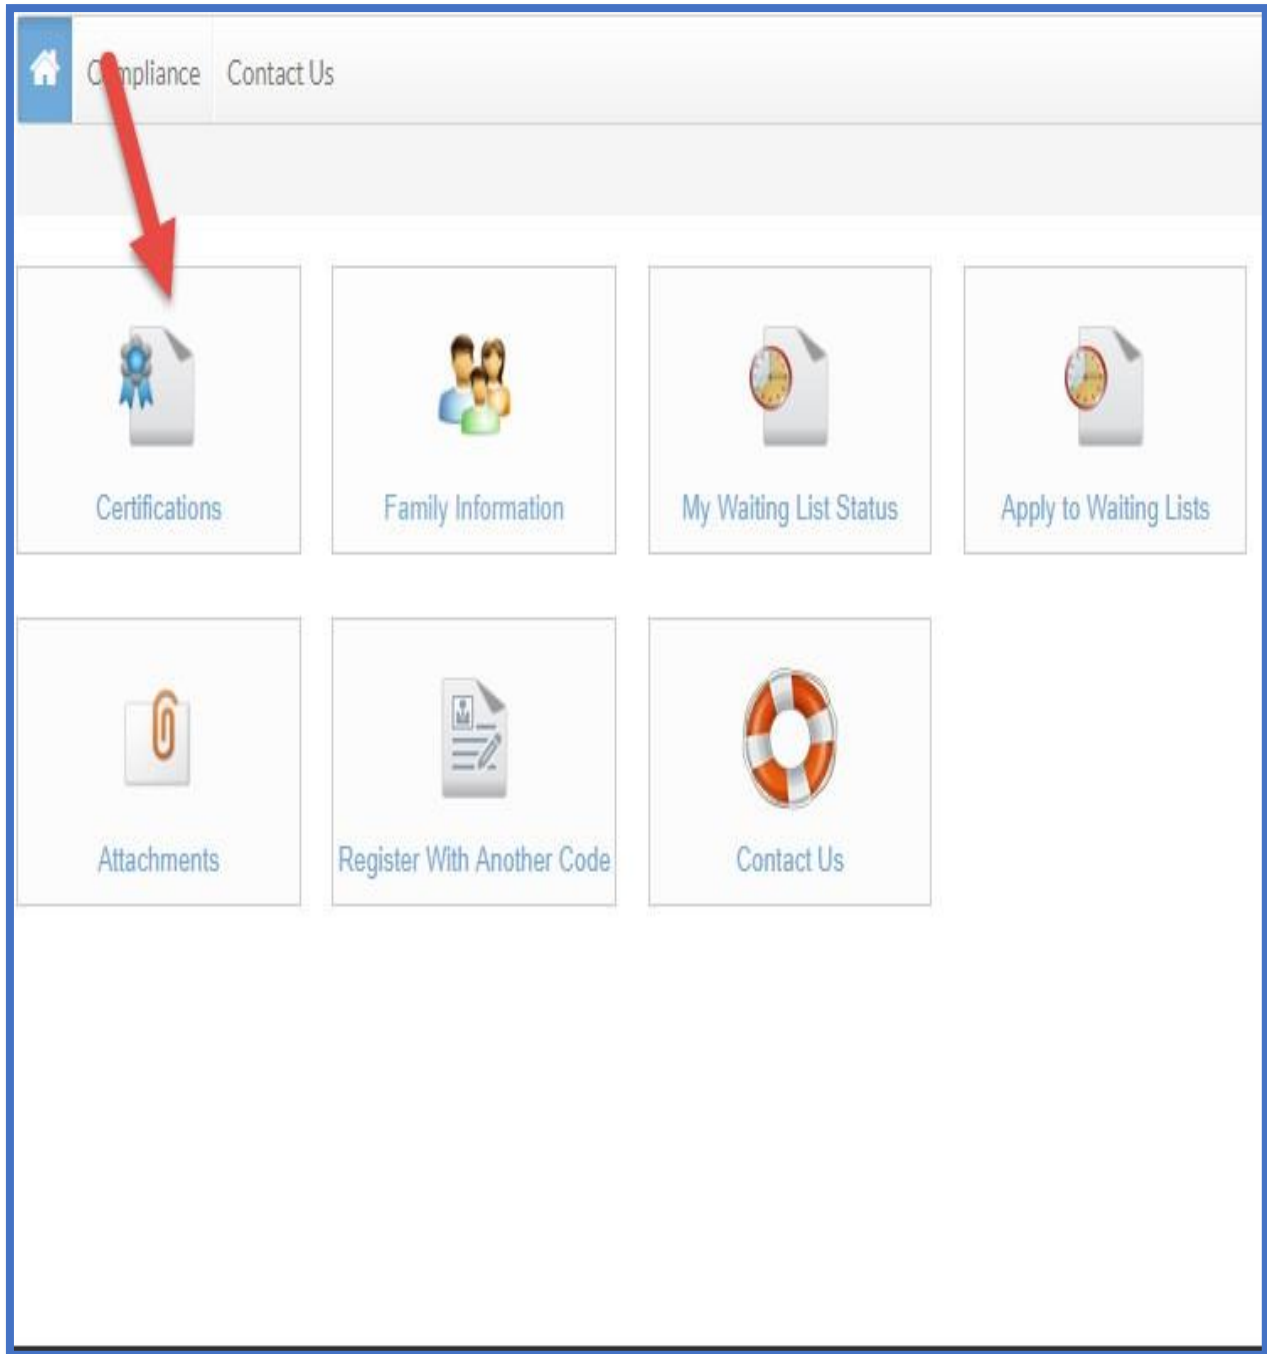 Compliance Contact Us
Certifications
Family Information
My Waiting List Status
Apply to Waiting Lists
Attachments
Register With Another Code
Contact Us